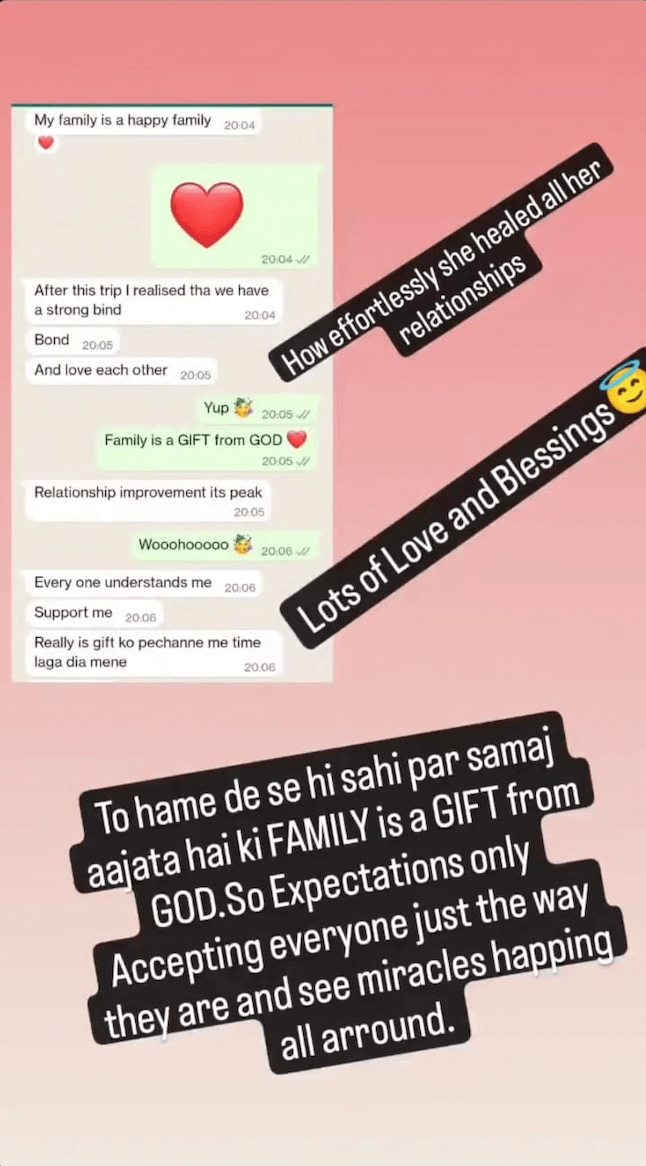 My family is a happy family 20:04
❤️
❤️
20:04
After this trip I realised tha we have
a strong bind 20:04
Bond 20:05
And love each other 20:05
Yup 🥳 20:05
Family is a GIFT from GOD ❤️
20:05
Relationship improvement its peak
20:05
Wooohooooo 🥳 20:06
Every one understands me 20:06
Support me 20:06
Really is gift ko pechanne me time
laga dia mene 20:06
How effortlessly she healed all her
relationships
Lots of Love and Blessings😇
To hame de se hi sahi par samaj
aajata hai ki FAMILY is a GIFT from
GOD.So Expectations only
Accepting everyone just the way
they are and see miracles happing
all arround.